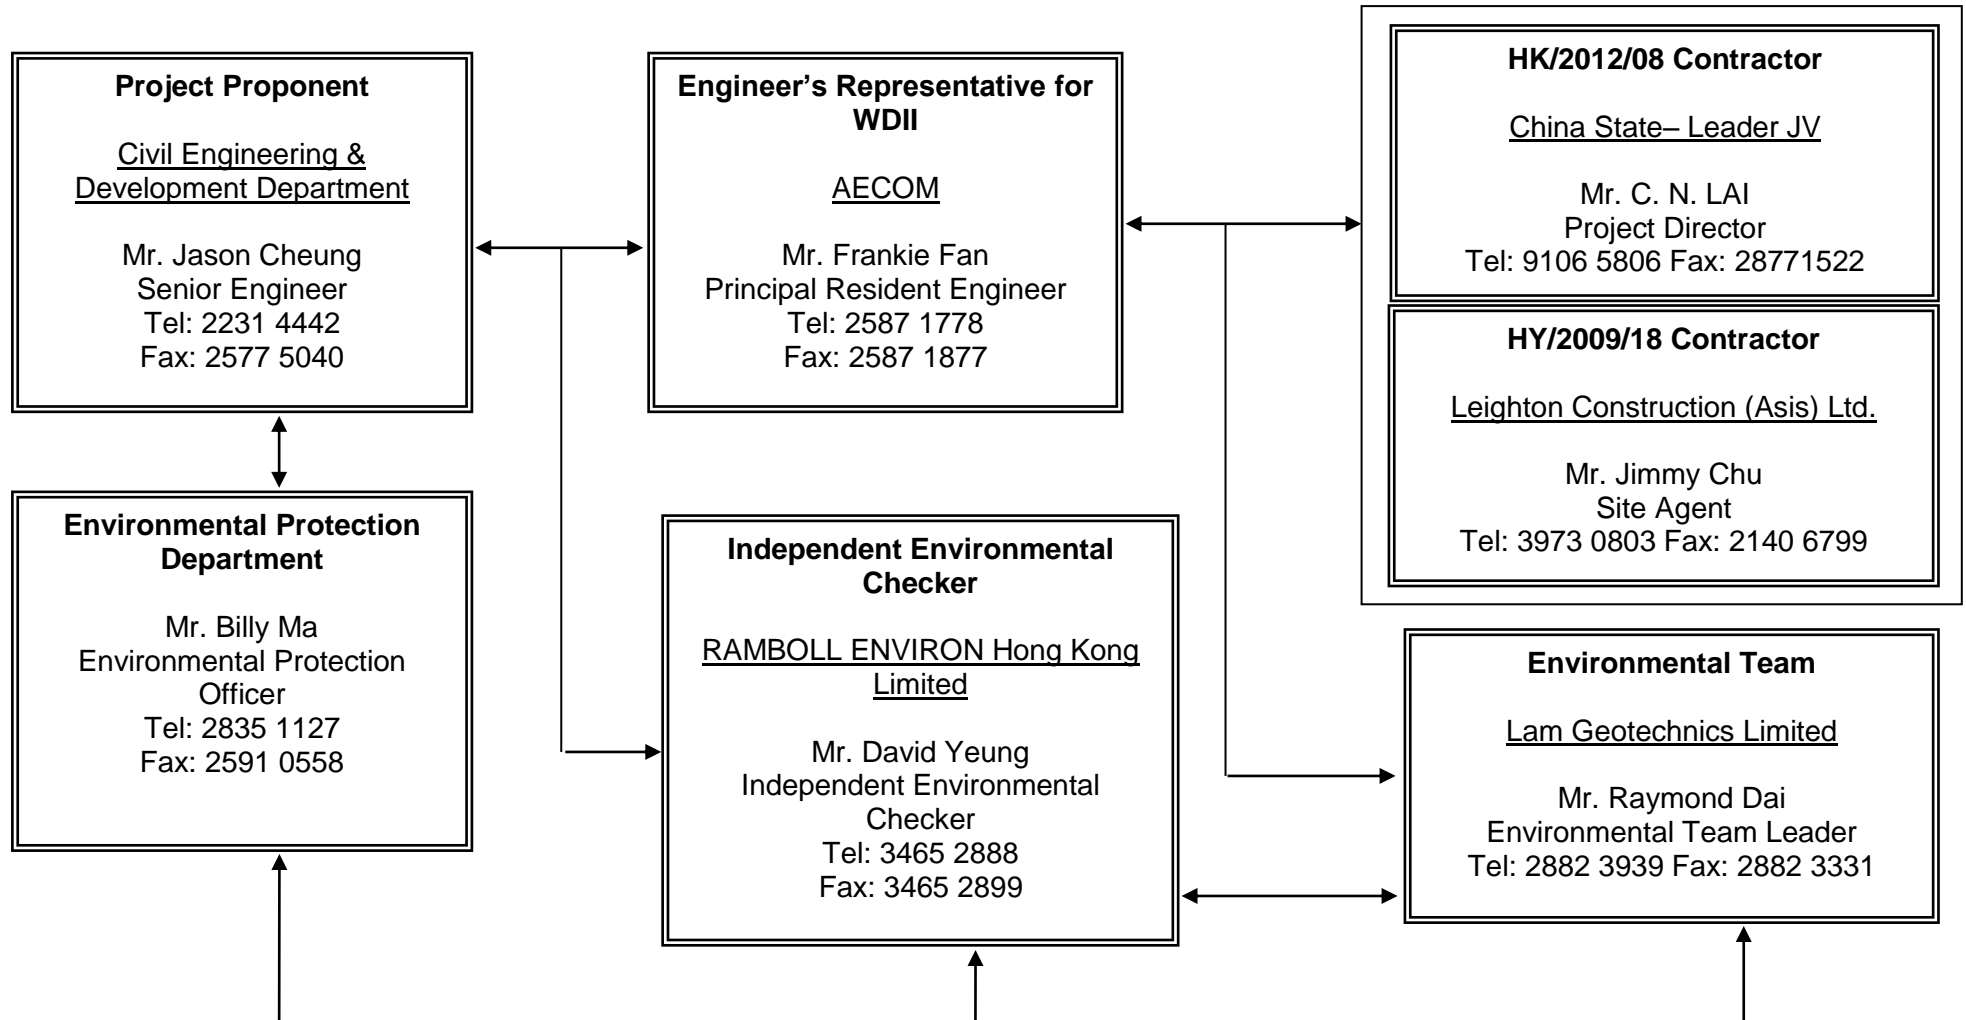 Project Proponent
Civil Engineering &
Development Department
Mr. Jason Cheung
Senior Engineer
Tel: 2231 4442
Fax: 2577 5040
Engineer’s Representative for
WDII
AECOM
Mr. Frankie Fan
Principal Resident Engineer
Tel: 2587 1778
Fax: 2587 1877
HK/2012/08 Contractor
China State– Leader JV
Mr. C. N. LAI
Project Director
Tel: 9106 5806 Fax: 28771522
HY/2009/18 Contractor
Leighton Construction (Asis) Ltd.
Mr. Jimmy Chu
Site Agent
Tel: 3973 0803 Fax: 2140 6799
Environmental Protection
Department
Mr. Billy Ma
Environmental Protection
Officer
Tel: 2835 1127
Fax: 2591 0558
Independent Environmental
Checker
RAMBOLL ENVIRON Hong Kong
Limited
Mr. David Yeung
Independent Environmental
Checker
Tel: 3465 2888
Fax: 3465 2899
Environmental Team
Lam Geotechnics Limited
Mr. Raymond Dai
Environmental Team Leader
Tel: 2882 3939 Fax: 2882 3331